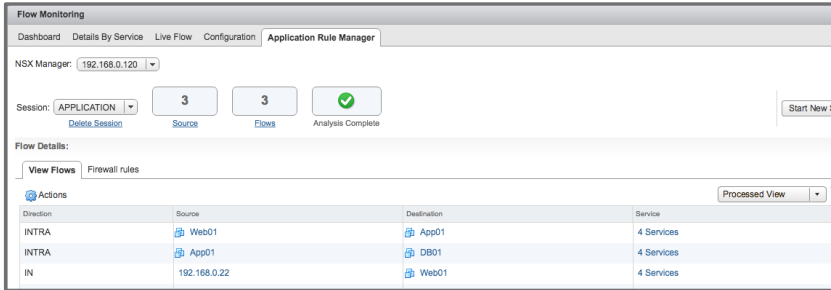 Flow Monitoring
Dashboard Details By Service Live Flow Configuration Application Rule Manager
NSX Manager: 192.168.0.120
Session: APPLICATION 3 3 Start New
Delete Session Source Flows Analysis Complete
Flow Details:
View Flows Firewall rules
Actions Processed View
Direction Source Destination Service
INTRA Web01 App01 4 Services
INTRA App01 DB01 4 Services
IN 192.168.0.22 Web01 4 Services